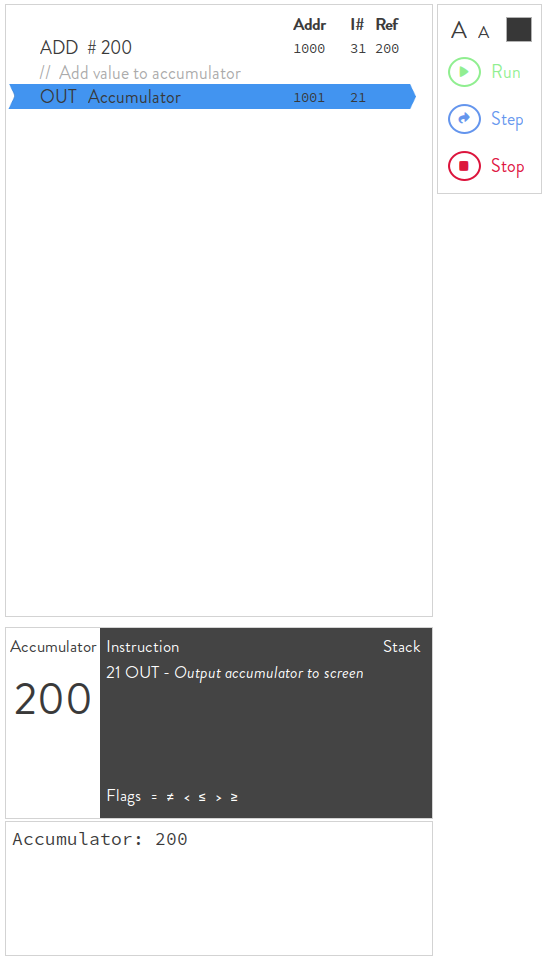 Addr I# Ref
ADD # 200 1000 31 200
// Add value to accumulator
OUT Accumulator 1001 21
A A
Run
Step
Stop
Accumulator
200
Instruction Stack
21 OUT - Output accumulator to screen
Flags = ≠ < ≤ > ≥
Accumulator: 200